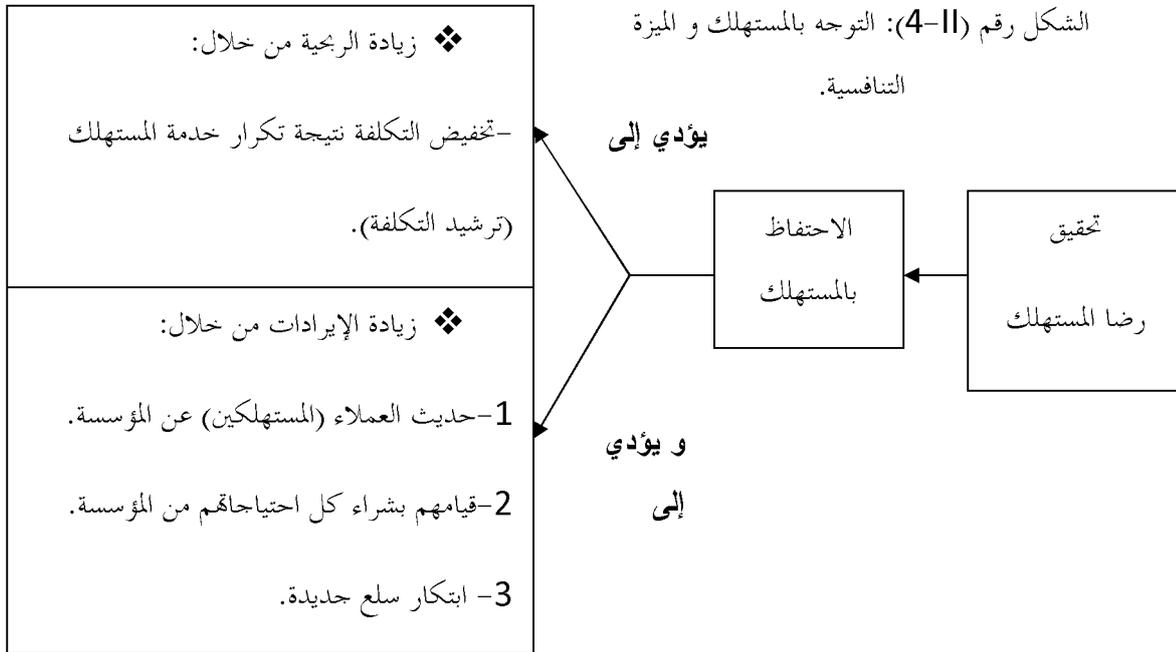 الشكل رقم (4-II): التوجه بالمستهلك و الميزة
التنافسية.
تحقيق
رضا المستهلك
الاحتفاظ
بالمستهلك
يؤدي إلى
❖ زيادة الربحية من خلال:
-تخفيض التكلفة نتيجة تكرار خدمة المستهلك
(ترشيد التكلفة).
و يؤدي
إلى
❖ زيادة الإيرادات من خلال:
1-حديث العملاء (المستهلكين) عن المؤسسة.
2-قيامهم بشراء كل احتياجاتهم من المؤسسة.
3- ابتكار سلع جديدة.